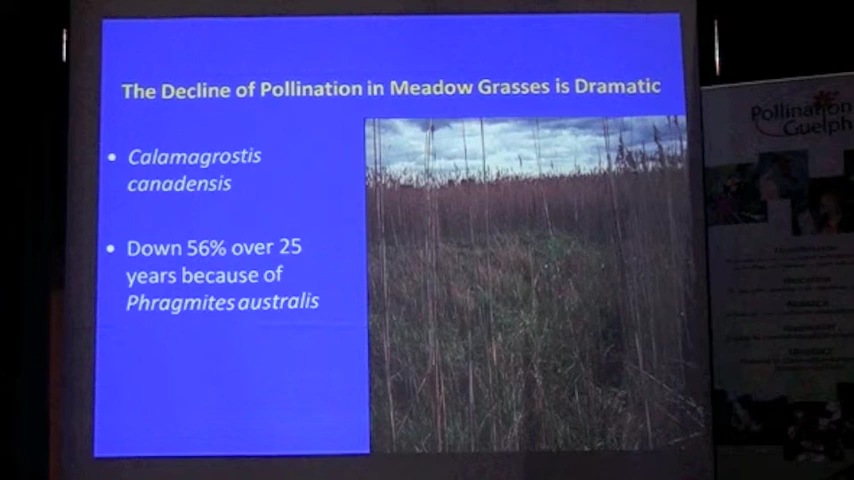 The Decline of Pollination in Meadow Grasses is Dramatic
• Calamagrostis
canadensis
• Down 56% over 25
years because of
Phragmites australis
Pollination
Guelph